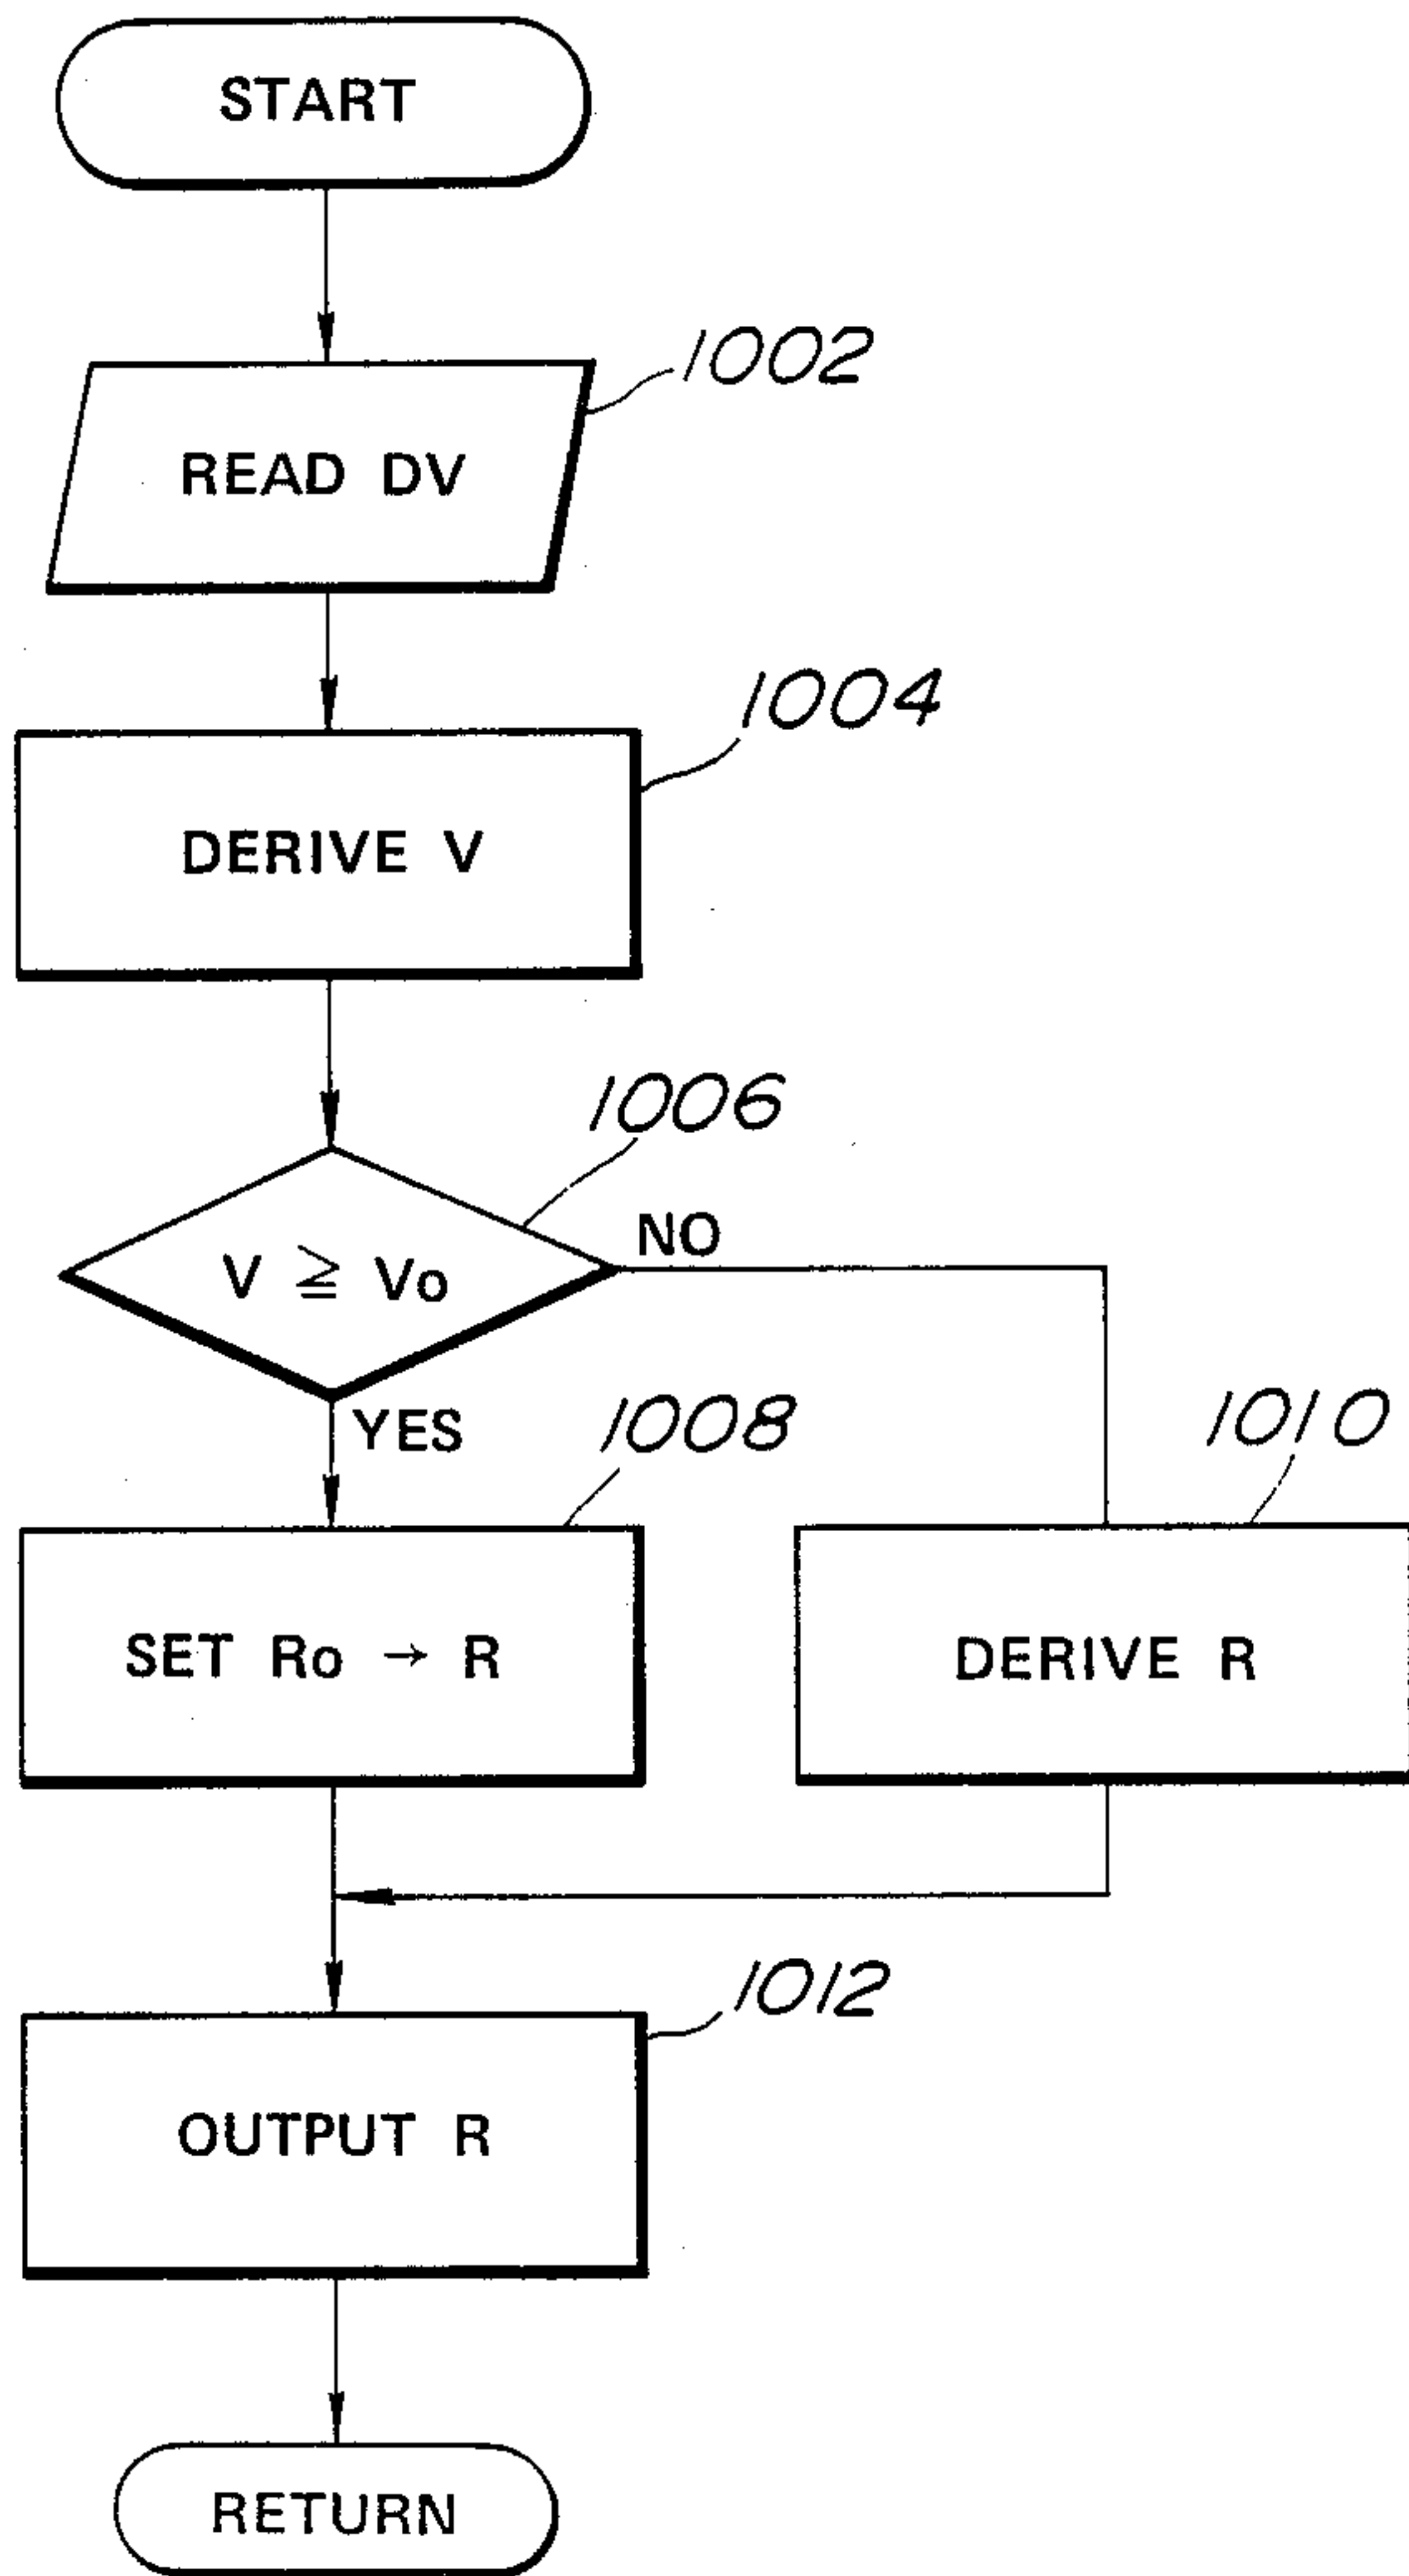 START
1002
READ DV
1004
DERIVE V
1006
V ≧ Vo
NO
YES
1008
1010
SET Ro → R
DERIVE R
1012
OUTPUT R
RETURN